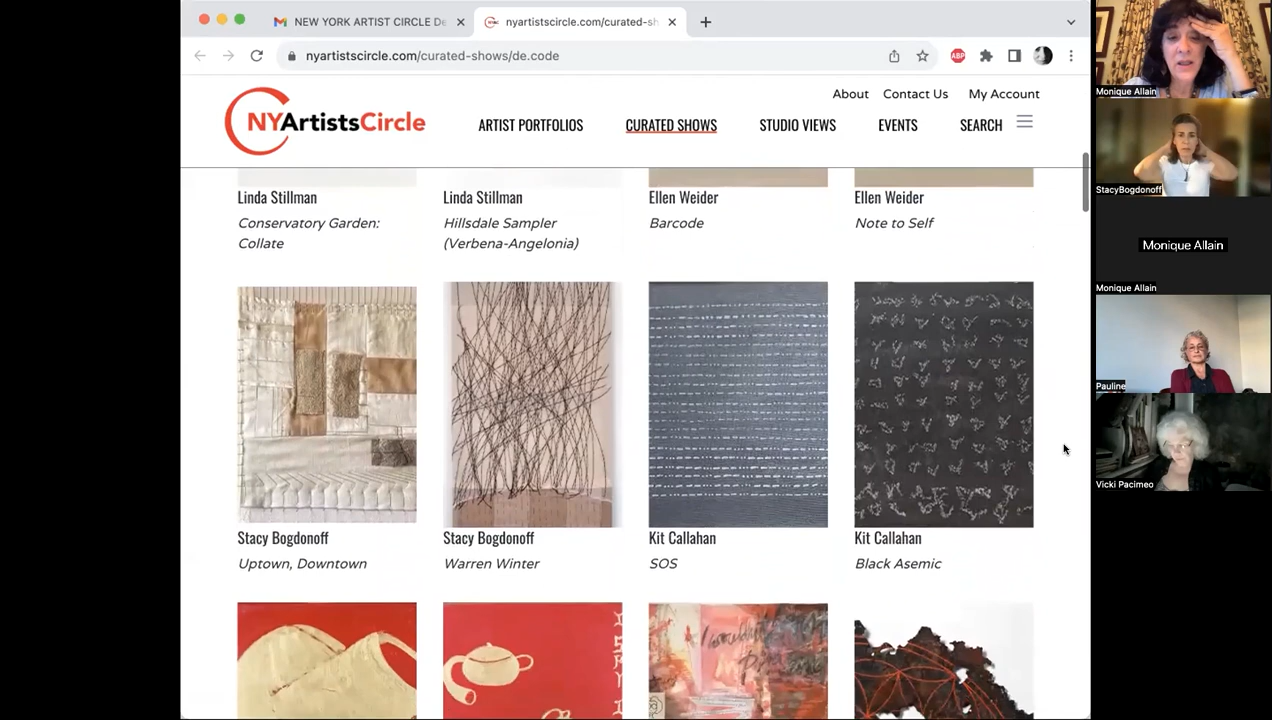 NEW YORK ARTIST CIRCLE De
nyartistscircle.com/curated-sh
nyartistscircle.com/curated-shows/de.code
ABP
About Contact Us My Account
NYArtistsCircle
ARTIST PORTFOLIOS CURATED SHOWS STUDIO VIEWS EVENTS SEARCH
Linda Stillman
Conservatory Garden:
Collate
Linda Stillman
Hillsdale Sampler
(Verbena-Angelonia)
Ellen Weider
Barcode
Ellen Weider
Note to Self
Stacy Bogdonoff
Uptown, Downtown
Stacy Bogdonoff
Warren Winter
Kit Callahan
SOS
Kit Callahan
Black Asemic
Monique Allain
StacyBogdonoff
Monique Allain
Monique Allain
Pauline
Vicki Pacimeo